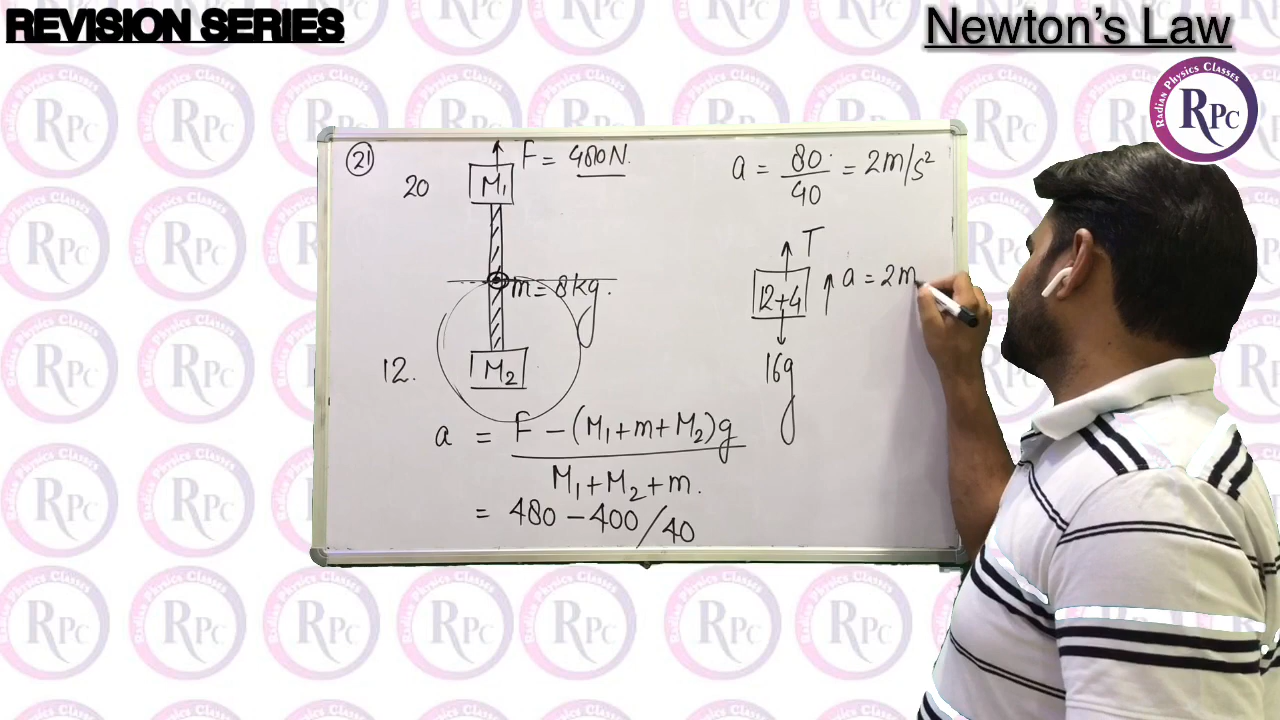 REVISION SERIES
Newton's Law
Radian Physics Classes
RPC
21
F = 480N.
20
M₁
m = 8kg.
12.
M₂
a = F - (M₁+m+M₂)g
M₁+M₂+m.
= 480 - 400/40
a = 80. = 2m/s²
40
T
12+4
a = 2m
16g